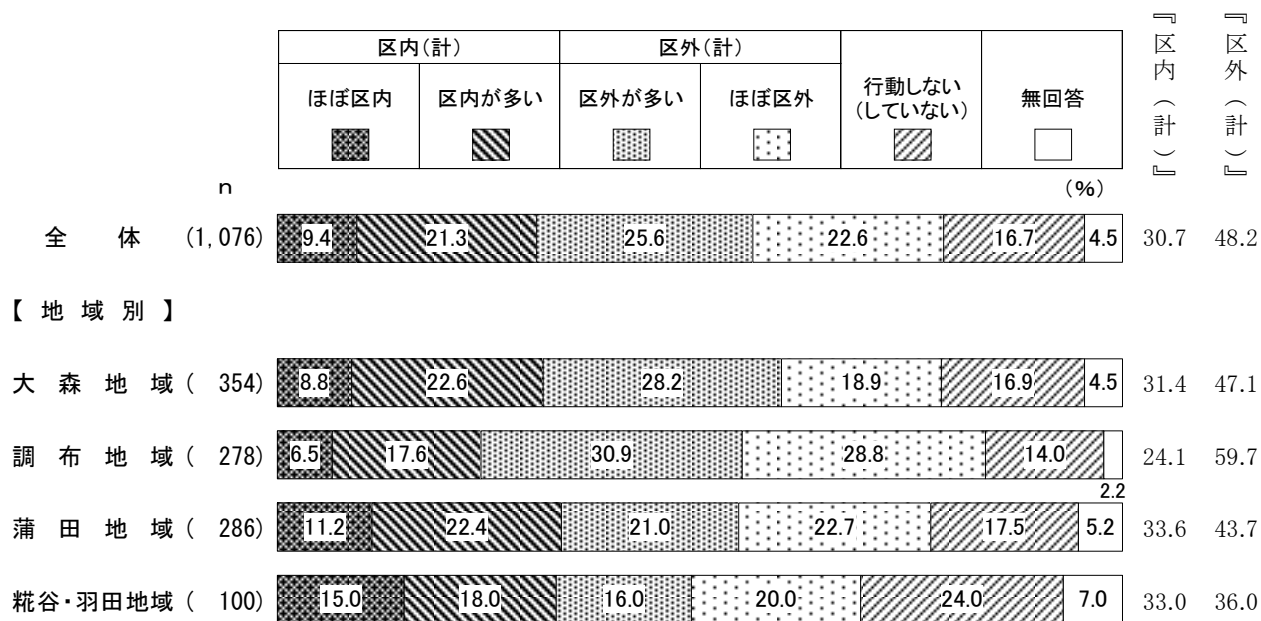 区内(計) 区外(計) 『区内(計)』 『区外(計)』
ほぼ区内 区内が多い 区外が多い ほぼ区外 行動しない 無回答
(していない)
n (%)
全体 (1,076) 9.4 21.3 25.6 22.6 16.7 4.5 30.7 48.2
【地域別】
大森地域 ( 354) 8.8 22.6 28.2 18.9 16.9 4.5 31.4 47.1
調布地域 ( 278) 6.5 17.6 30.9 28.8 14.0 24.1 59.7
2.2
蒲田地域 ( 286) 11.2 22.4 21.0 22.7 17.5 5.2 33.6 43.7
糀谷・羽田地域 ( 100) 15.0 18.0 16.0 20.0 24.0 7.0 33.0 36.0